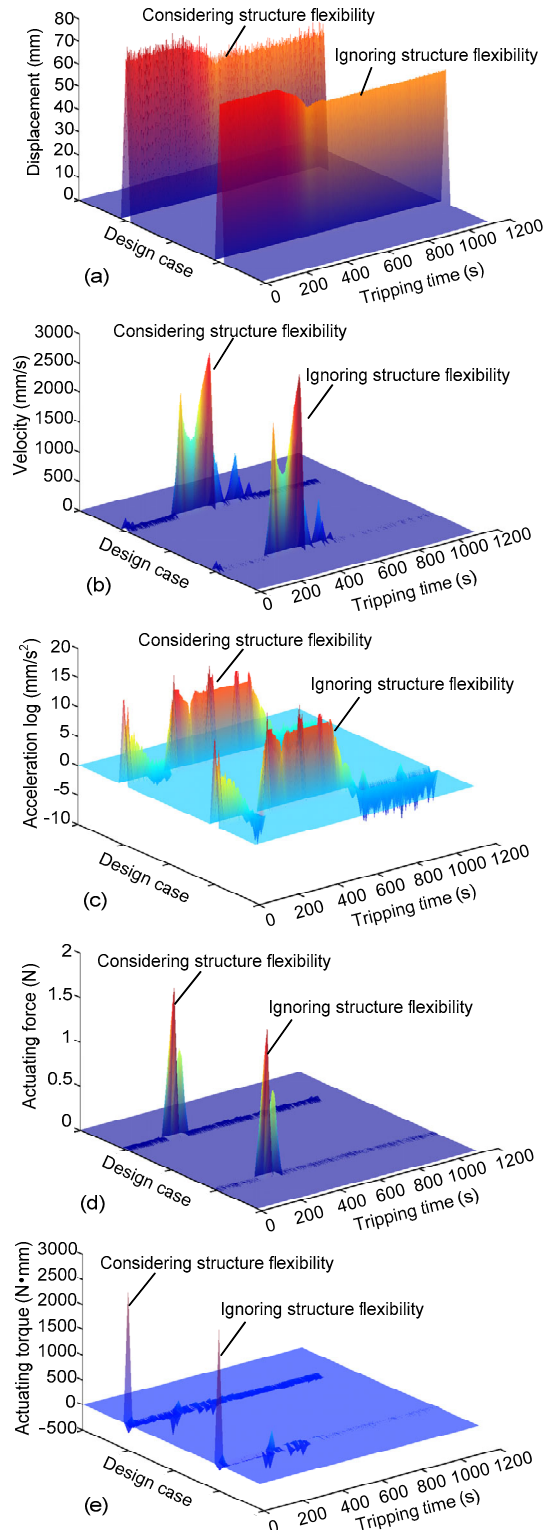 Considering structure flexibility
Ignoring structure flexibility
Displacement (mm)
80
70
60
50
40
30
20
10
0
Design case
0 200 400 600 800 1000 1200
Tripping time (s)
(a)
Considering structure flexibility
Ignoring structure flexibility
Velocity (mm/s)
3000
2500
2000
1500
1000
500
0
Design case
0 200 400 600 800 1000 1200
Tripping time (s)
(b)
Considering structure flexibility
Ignoring structure flexibility
Acceleration log (mm/s²)
20
15
10
5
0
−5
−10
Design case
0 200 400 600 800 1000 1200
Tripping time (s)
(c)
Considering structure flexibility
Ignoring structure flexibility
Actuating force (N)
2
1.5
1
0.5
0
Design case
0 200 400 600 800 1000 1200
Tripping time (s)
(d)
Considering structure flexibility
Ignoring structure flexibility
Actuating torque (N•mm)
3000
2500
2000
1500
1000
500
0
−500
Design case
0 200 400 600 800 1000 1200
Tripping time (s)
(e)